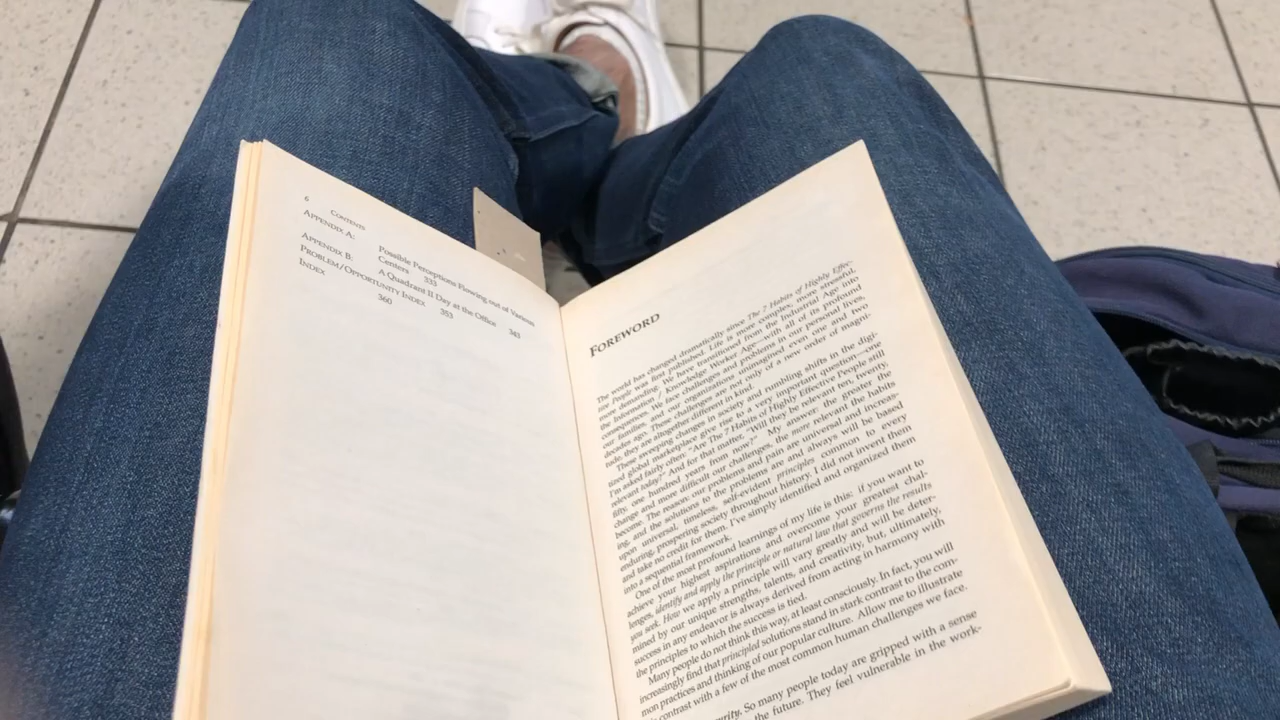 6 CONTENTS
APPENDIX A: Possible Perceptions Flowing out of Various
Centers 333
APPENDIX B: A Quadrant II Day at the Office 343
PROBLEM/OPPORTUNITY INDEX 353
INDEX 360
FOREWORD
The world has changed dramatically since The 7 Habits of Highly Effec-
tive People was first published. Life is more complex, more stressful,
more demanding. We have transitioned from the Industrial Age into
the Information / Knowledge Worker Age—with all of its profound
consequences. We face challenges and problems in our personal lives,
our families, and our organizations unimagined even one and two
decades ago. These challenges are not only of a new order of magni-
tude, they are altogether different in kind.
These sweeping changes in society and rumbling shifts in the digi-
tized global marketplace give rise to a very important question—one
I'm asked fairly often: "Are The 7 Habits of Highly Effective People still
relevant today?" And for that matter, "Will they be relevant ten, twenty,
fifty, one hundred years from now?" My answer: the greater the
change and more difficult our challenges, the more relevant the habits
become. The reason: our problems and pain are universal and increas-
ing, and the solutions to the problems are and always will be based
upon universal, timeless, self-evident principles common to every
enduring, prospering society throughout history. I did not invent them
and take no credit for them. I've simply identified and organized them
into a sequential framework.
One of the most profound learnings of my life is this: if you want to
achieve your highest aspirations and overcome your greatest chal-
lenges, identify and apply the principle or natural law that governs the results
you seek. How we apply a principle will vary greatly and will be deter-
mined by our unique strengths, talents, and creativity, but, ultimately,
success in any endeavor is always derived from acting in harmony with
the principles to which the success is tied.
Many people do not think this way, at least consciously. In fact, you will
increasingly find that principled solutions stand in stark contrast to the com-
mon practices and thinking of our popular culture. Allow me to illustrate
contrast with a few of the most common human challenges we face.
So many people today are gripped with a sense
the future. They feel vulnerable in the work-